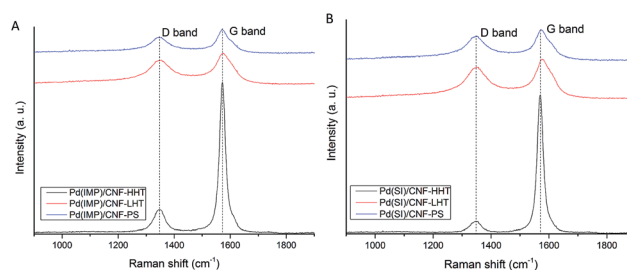 A
D band
G band
Intensity (a. u.)
Pd(IMP)/CNF-HHT
Pd(IMP)/CNF-LHT
Pd(IMP)/CNF-PS
1000
1200
1400
1600
1800
Raman shift (cm⁻¹)
B
D band
G band
Intensity (a. u.)
Pd(SI)/CNF-HHT
Pd(SI)/CNF-LHT
Pd(SI)/CNF-PS
1000
1200
1400
1600
1800
Raman shift (cm⁻¹)